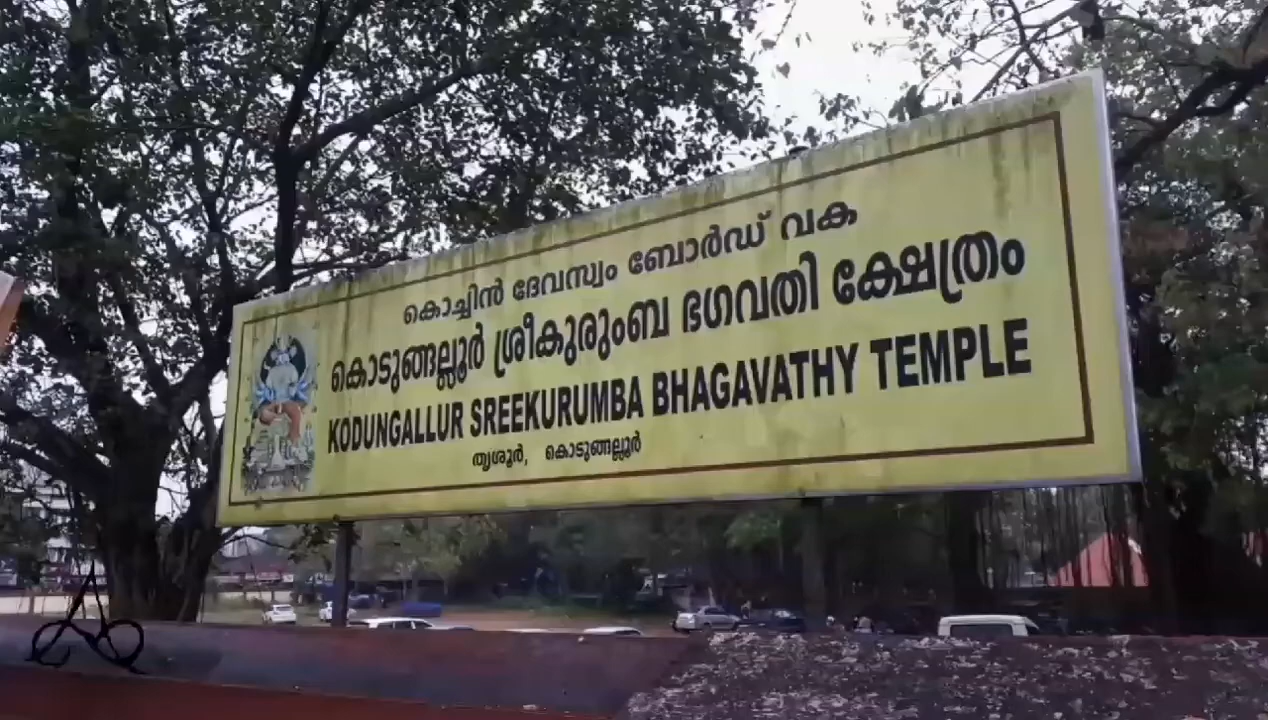 കൊച്ചിൻ ദേവസ്വം ബോർഡ് വക
കൊടുങ്ങല്ലൂർ ശ്രീകുരുംബ ഭഗവതി ക്ഷേത്രം
KODUNGALLUR SREEKURUMBA BHAGAVATHY TEMPLE
തൃശൂർ, കൊടുങ്ങല്ലൂർ